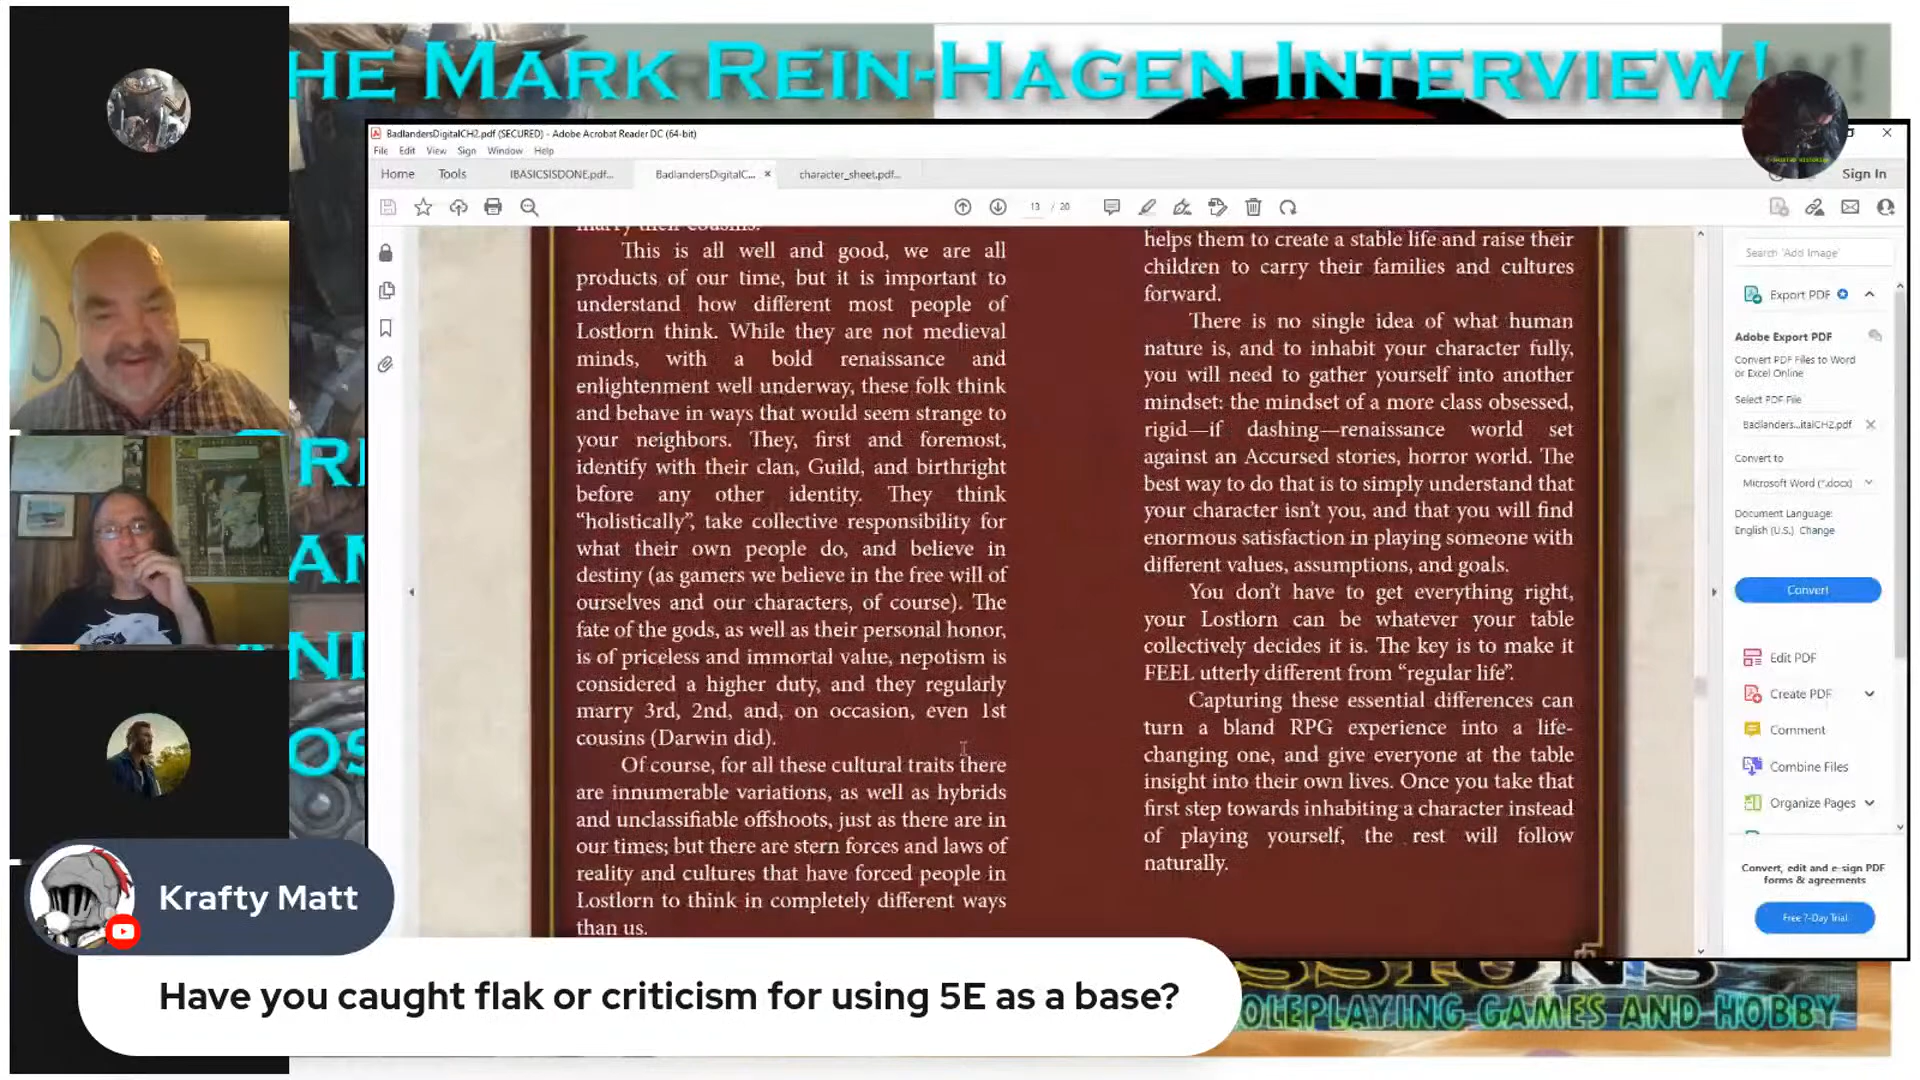 HE MARK REIN-HAGEN INTERVIEW!
BadlandersDigitalCH2.pdf (SECURED) - Adobe Acrobat Reader DC (64-bit)
File Edit View Sign Window Help
Home Tools IBASICSISDONE.pdf... BadlandersDigitalC... × character_sheet.pdf... Sign In
13 / 20
marry their cousins.
This is all well and good, we are all
products of our time, but it is important to
understand how different most people of
Lostlorn think. While they are not medieval
minds, with a bold renaissance and
enlightenment well underway, these folk think
and behave in ways that would seem strange to
your neighbors. They, first and foremost,
identify with their clan, Guild, and birthright
before any other identity. They think
“holistically”, take collective responsibility for
what their own people do, and believe in
destiny (as gamers we believe in the free will of
ourselves and our characters, of course). The
fate of the gods, as well as their personal honor,
is of priceless and immortal value, nepotism is
considered a higher duty, and they regularly
marry 3rd, 2nd, and, on occasion, even 1st
cousins (Darwin did).
Of course, for all these cultural traits there
are innumerable variations, as well as hybrids
and unclassifiable offshoots, just as there are in
our times; but there are stern forces and laws of
reality and cultures that have forced people in
Lostlorn to think in completely different ways
than us.
helps them to create a stable life and raise their
children to carry their families and cultures
forward.
There is no single idea of what human
nature is, and to inhabit your character fully,
you will need to gather yourself into another
mindset: the mindset of a more class obsessed,
rigid—if dashing—renaissance world set
against an Accursed stories, horror world. The
best way to do that is to simply understand that
your character isn’t you, and that you will find
enormous satisfaction in playing someone with
different values, assumptions, and goals.
You don’t have to get everything right,
your Lostlorn can be whatever your table
collectively decides it is. The key is to make it
FEEL utterly different from “regular life”.
Capturing these essential differences can
turn a bland RPG experience into a life-
changing one, and give everyone at the table
insight into their own lives. Once you take that
first step towards inhabiting a character instead
of playing yourself, the rest will follow
naturally.
Search 'Add Image'
Export PDF
Adobe Export PDF
Convert PDF Files to Word
or Excel Online
Select PDF File
Badlanders...italCH2.pdf ×
Convert to
Microsoft Word (*.docx)
Document Language:
English (U.S.) Change
Convert
Edit PDF
Create PDF
Comment
Combine Files
Organize Pages
Convert, edit and e-sign PDF
forms & agreements
Free 7-Day Trial
Krafty Matt
Have you caught flak or criticism for using 5E as a base?
OLEPLAYING GAMES AND HOBBY